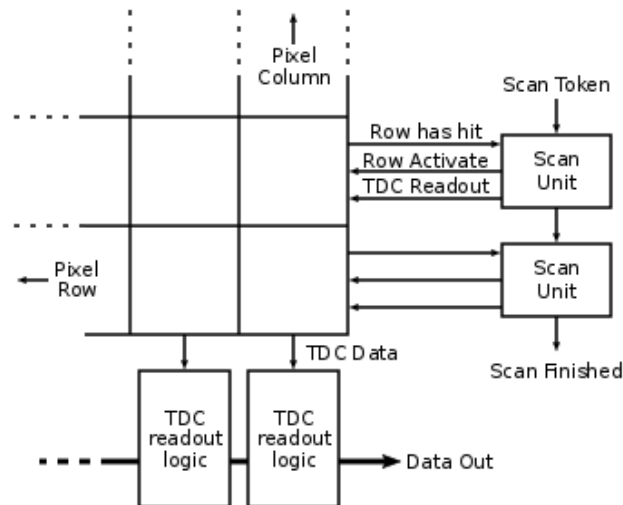 Pixel
Column
Scan Token
Row has hit
Row Activate
TDC Readout
Scan
Unit
Pixel
Row
Scan
Unit
TDC Data
Scan Finished
TDC
readout
logic
TDC
readout
logic
Data Out